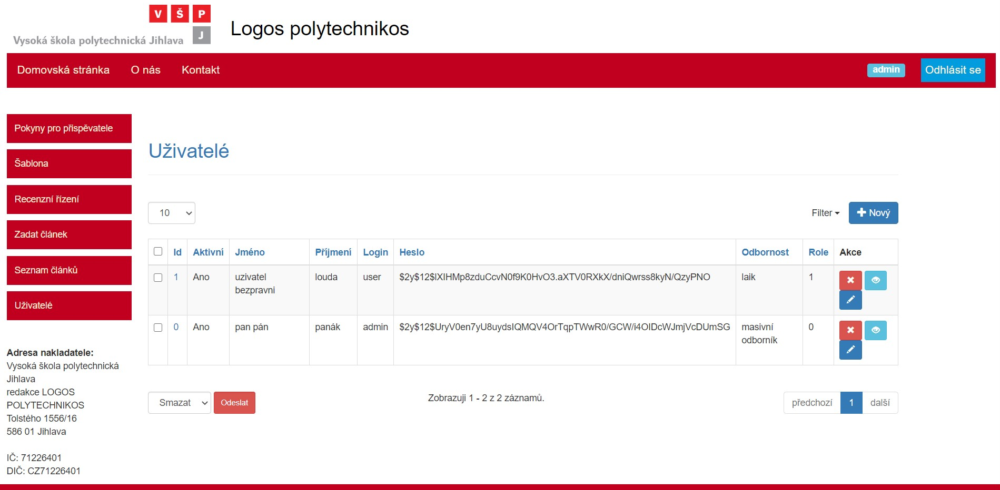 V Š P
J
Vysoká škola polytechnická Jihlava
Logos polytechnikos
Domovská stránka O nás Kontakt admin Odhlásit se
Pokyny pro přispěvatele
Šablona
Recenzní řízení
Zadat článek
Seznam článků
Uživatelé
Adresa nakladatele:
Vysoká škola polytechnická
Jihlava
redakce LOGOS
POLYTECHNIKOS
Tolstého 1556/16
586 01 Jihlava
IČ: 71226401
DIČ: CZ71226401
Uživatelé
10 Filter Nový
Id Aktivní Jméno Příjmení Login Heslo Odbornost Role Akce
1 Ano uzivatel louda user $2y$12$lXIHMp8zduCcvN0f9K0HvO3.aXTV0RXkX/dniQwrss8kyN/QzyPNO laik 1
bezpravni
0 Ano pan pán panák admin $2y$12$UryV0en7yU8uydsIQMQV4OrTqpTWwR0/GCW/i4OIDcWJmjVcDUmSG masivní 0
odborník
Smazat Odeslat Zobrazuji 1 - 2 z 2 záznamů. předchozí 1 další